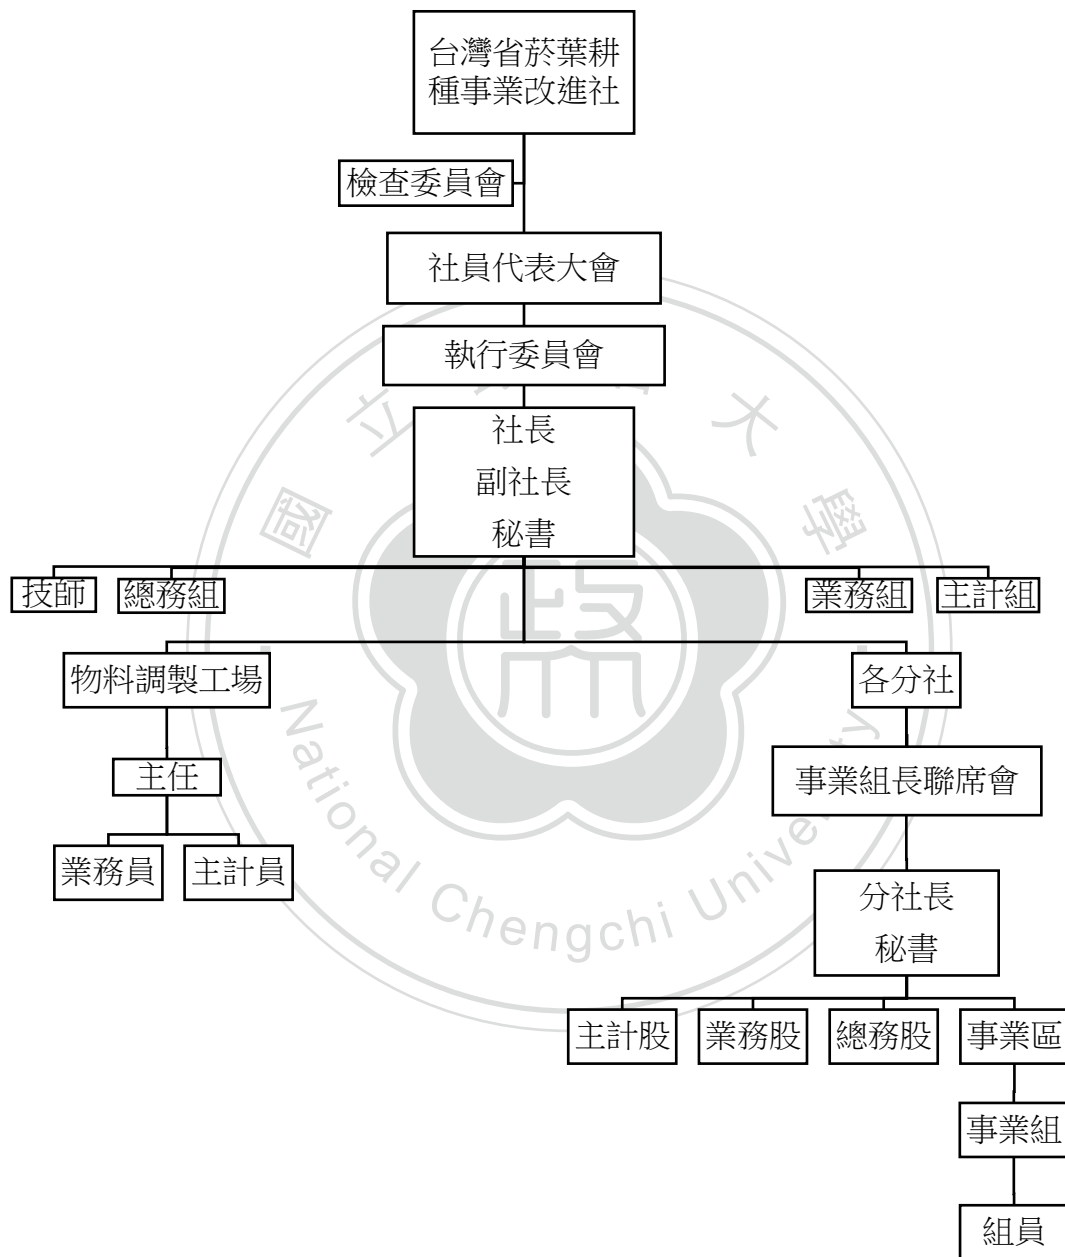 台灣省菸葉耕
種事業改進社
檢查委員會
社員代表大會
執行委員會
社長
副社長
秘書
技師
總務組
業務組
主計組
物料調製工場
各分社
主任
事業組長聯席會
業務員
主計員
分社長
秘書
主計股
業務股
總務股
事業區
事業組
組員
國立
大學
National Chengchi University